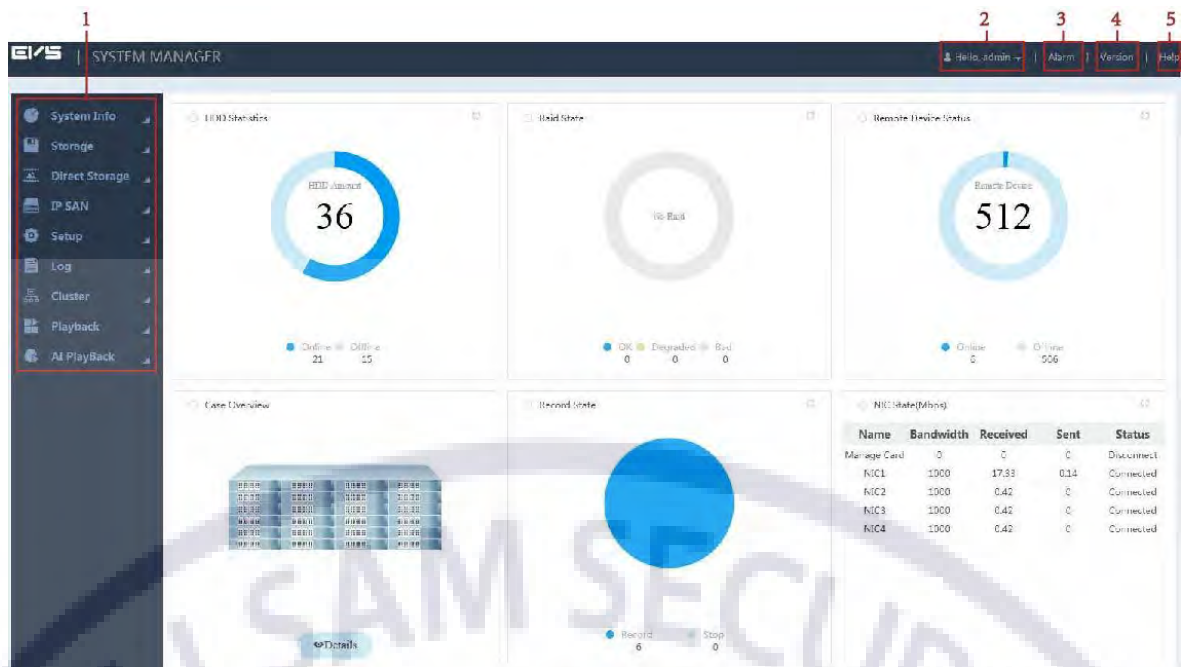 1
2
3
4
5
EVS | SYSTEM MANAGER
Hello, admin | Alarm | Version | Help
System Info
Storage
Direct Storage
IP SAN
Setup
Log
Cluster
Playback
AI PlayBack
HDD Statistics
HDD Amount
36
Online Offline
21 15
Raid State
No Raid
OK Degraded Bad
0 0 0
Remote Device Status
Remote Device
512
Online Offline
6 506
Case Overview
Details
Record State
Record Stop
6 0
NIC State(Mbps)
Name Bandwidth Received Sent Status
Manage Card 0 0 0 Disconnect
NIC1 1000 17.93 0.14 Connected
NIC2 1000 0.42 0 Connected
NIC3 1000 0.42 0 Connected
NIC4 1000 0.42 0 Connected
SAM SECUR